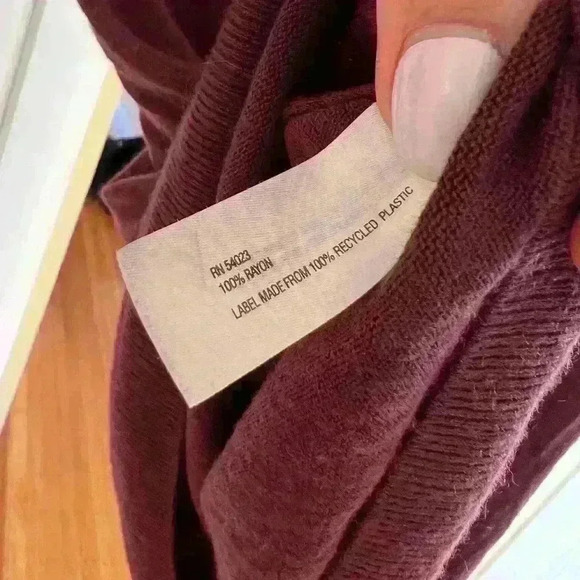 RN 54023
100% RAYON
LABEL MADE FROM 100% RECYCLED PLASTIC